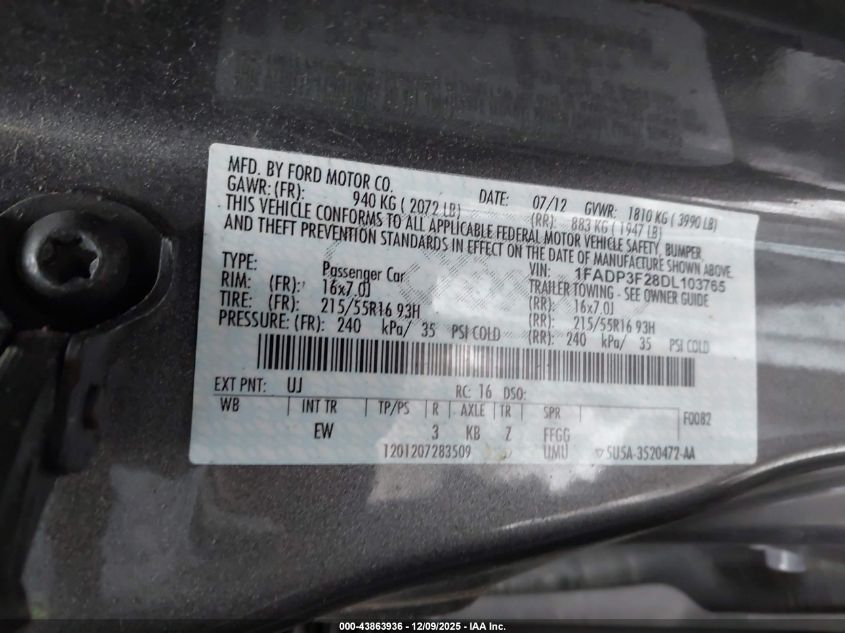 MFD. BY FORD MOTOR CO. DATE: 07/12 GVWR: 1810 KG ( 3990 LB)
GAWR: (FR): 940 KG ( 2072 LB) (RR): 883 KG ( 1947 LB)
THIS VEHICLE CONFORMS TO ALL APPLICABLE FEDERAL MOTOR VEHICLE SAFETY, BUMPER,
AND THEFT PREVENTION STANDARDS IN EFFECT ON THE DATE OF MANUFACTURE SHOWN ABOVE.
TYPE: Passenger Car VIN: 1FADP3F28DL103765
TRAILER TOWING - SEE OWNER GUIDE
RIM: (FR): 16x7.0J (RR): 16x7.0J
TIRE: (FR): 215/55R16 93H (RR): 215/55R16 93H
PRESSURE: (FR): 240 kPa/ 35 PSI COLD (RR): 240 kPa/ 35 PSI COLD
EXT PNT: UJ RC: 16 DSO:
WB INT TR TP/PS R AXLE TR SPR F0082
EW 3 KB Z FFGG
1201207283509 UMU 5U5A-3520472-AA
000-43863936 - 12/09/2025 - IAA Inc.